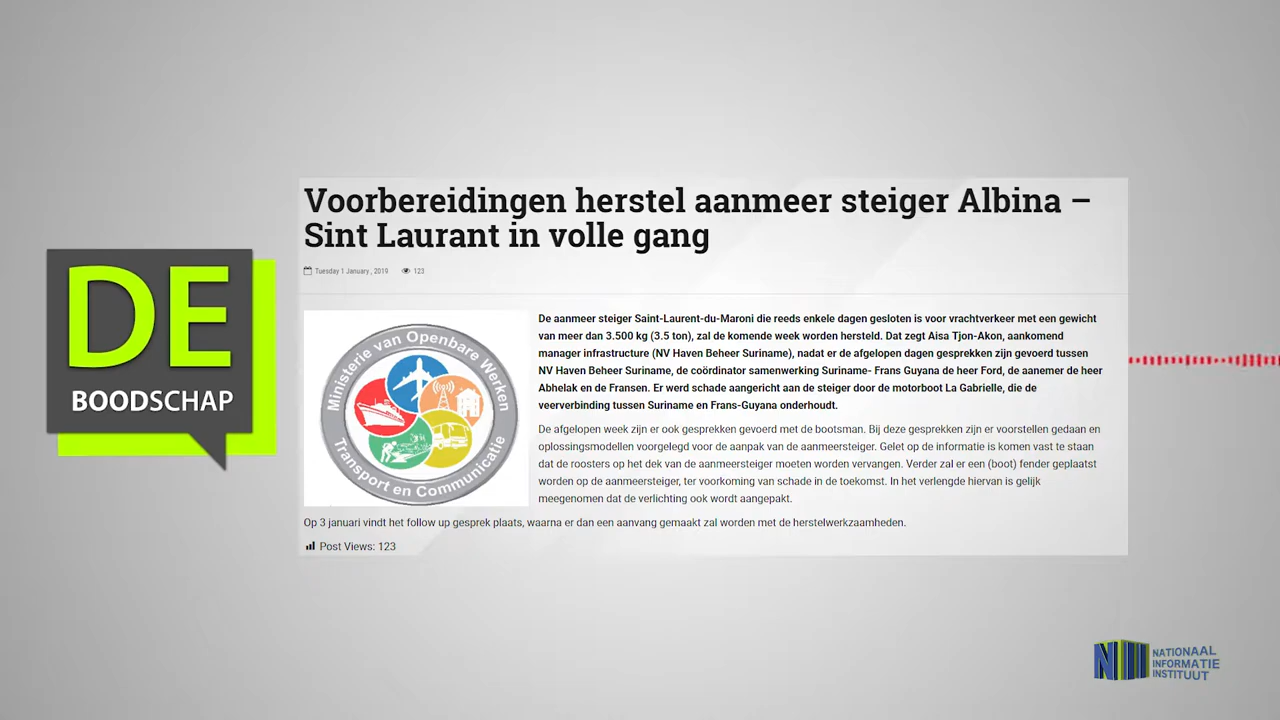 DE
BOODSCHAP
Voorbereidingen herstel aanmeer steiger Albina –
Sint Laurant in volle gang
Tuesday 1 January , 2019 123
Ministerie van Openbare Werken
Transport en Communicatie
De aanmeer steiger Saint-Laurent-du-Maroni die reeds enkele dagen gesloten is voor vrachtverkeer met een gewicht
van meer dan 3.500 kg (3.5 ton), zal de komende week worden hersteld. Dat zegt Aisa Tjon-Akon, aankomend
manager infrastructure (NV Haven Beheer Suriname), nadat er de afgelopen dagen gesprekken zijn gevoerd tussen
NV Haven Beheer Suriname, de coördinator samenwerking Suriname- Frans Guyana de heer Ford, de aanemer de heer
Abhelak en de Fransen. Er werd schade aangericht aan de steiger door de motorboot La Gabrielle, die de
veerverbinding tussen Suriname en Frans-Guyana onderhoudt.
De afgelopen week zijn er ook gesprekken gevoerd met de bootsman. Bij deze gesprekken zijn er voorstellen gedaan en
oplossingsmodellen voorgelegd voor de aanpak van de aanmeersteiger. Gelet op de informatie is komen vast te staan
dat de roosters op het dek van de aanmeersteiger moeten worden vervangen. Verder zal er een (boot) fender geplaatst
worden op de aanmeersteiger, ter voorkoming van schade in de toekomst. In het verlengde hiervan is gelijk
meegenomen dat de verlichting ook wordt aangepakt.
Op 3 januari vindt het follow up gesprek plaats, waarna er dan een aanvang gemaakt zal worden met de herstelwerkzaamheden.
Post Views: 123
NII NATIONAAL
INFORMATIE
INSTITUUT